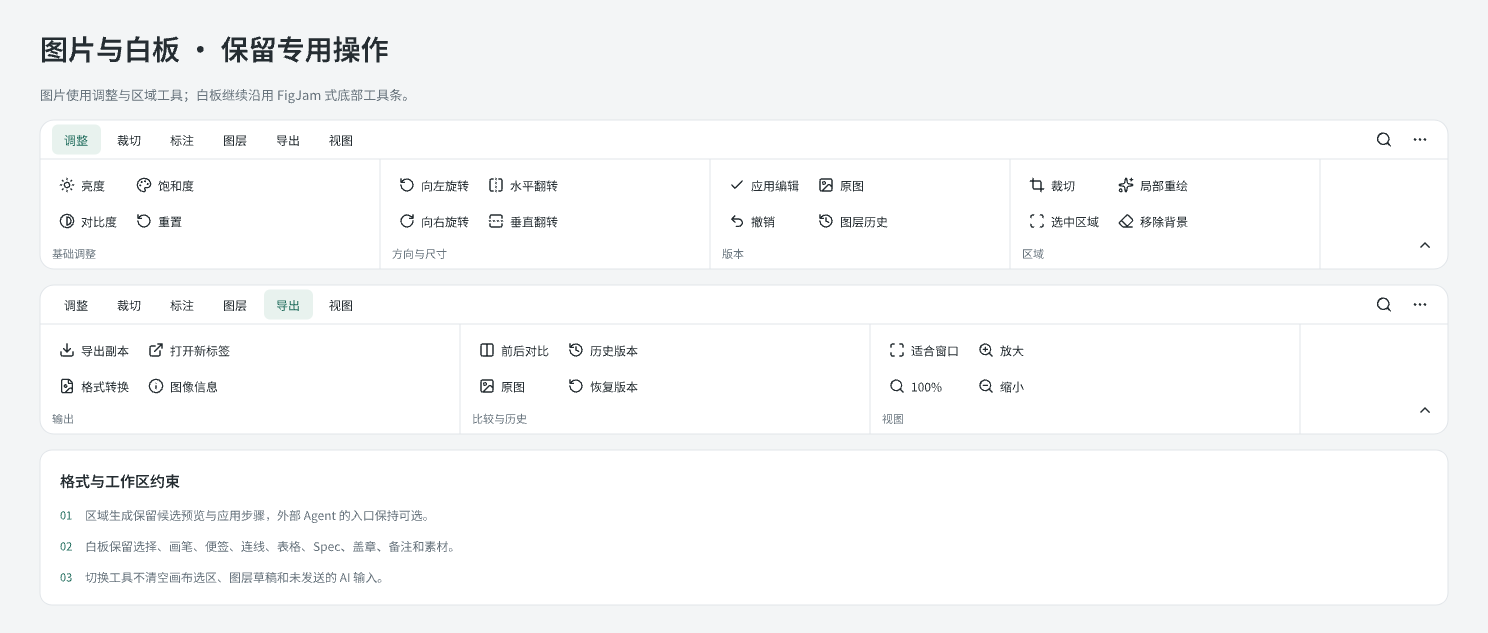 图片与白板 · 保留专用操作
图片使用调整与区域工具；白板继续沿用 FigJam 式底部工具条。
调整 裁切 标注 图层 导出 视图
亮度 饱和度 向左旋转 水平翻转 应用编辑 原图 裁切 局部重绘
对比度 重置 向右旋转 垂直翻转 撤销 图层历史 选中区域 移除背景
基础调整 方向与尺寸 版本 区域
调整 裁切 标注 图层 导出 视图
导出副本 打开新标签 前后对比 历史版本 适合窗口 放大
格式转换 图像信息 原图 恢复版本 100% 缩小
输出 比较与历史 视图
格式与工作区约束
01 区域生成保留候选预览与应用步骤，外部 Agent 的入口保持可选。
02 白板保留选择、画笔、便签、连线、表格、Spec、盖章、备注和素材。
03 切换工具不清空画布选区、图层草稿和未发送的 AI 输入。